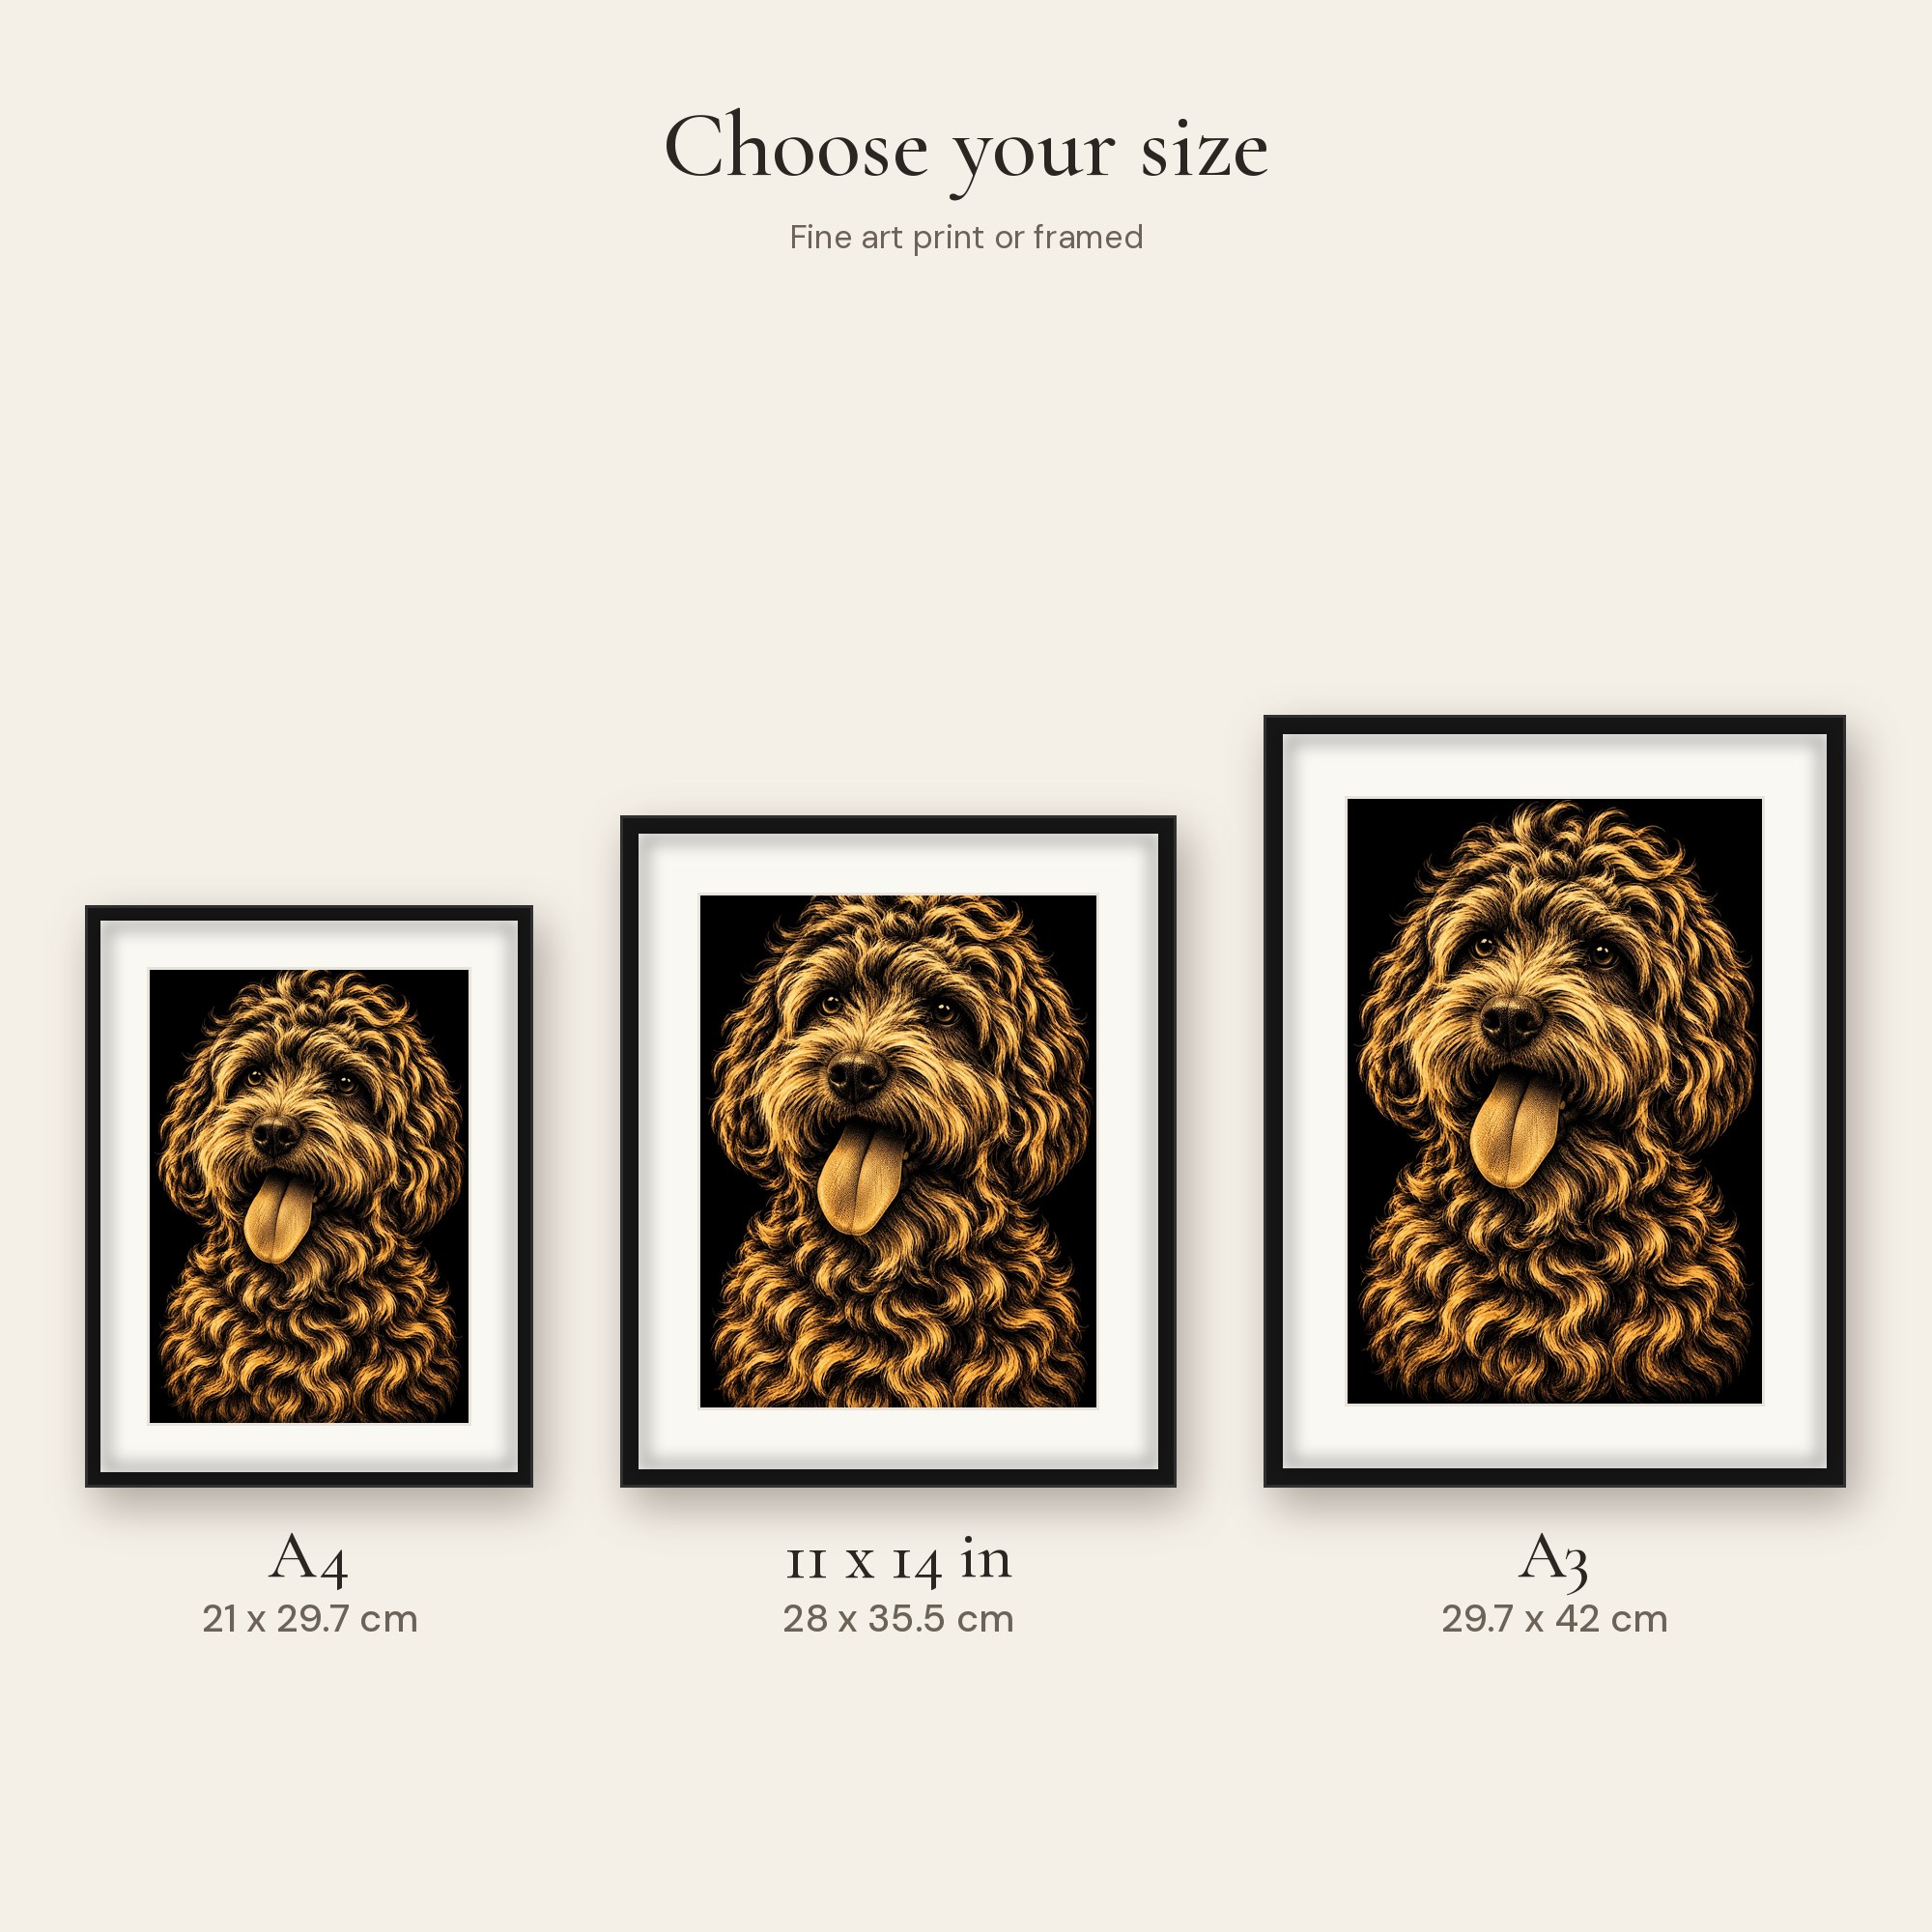 Choose your size
Fine art print or framed
A4
11 x 14 in
A3
21 x 29.7 cm
28 x 35.5 cm
29.7 x 42 cm